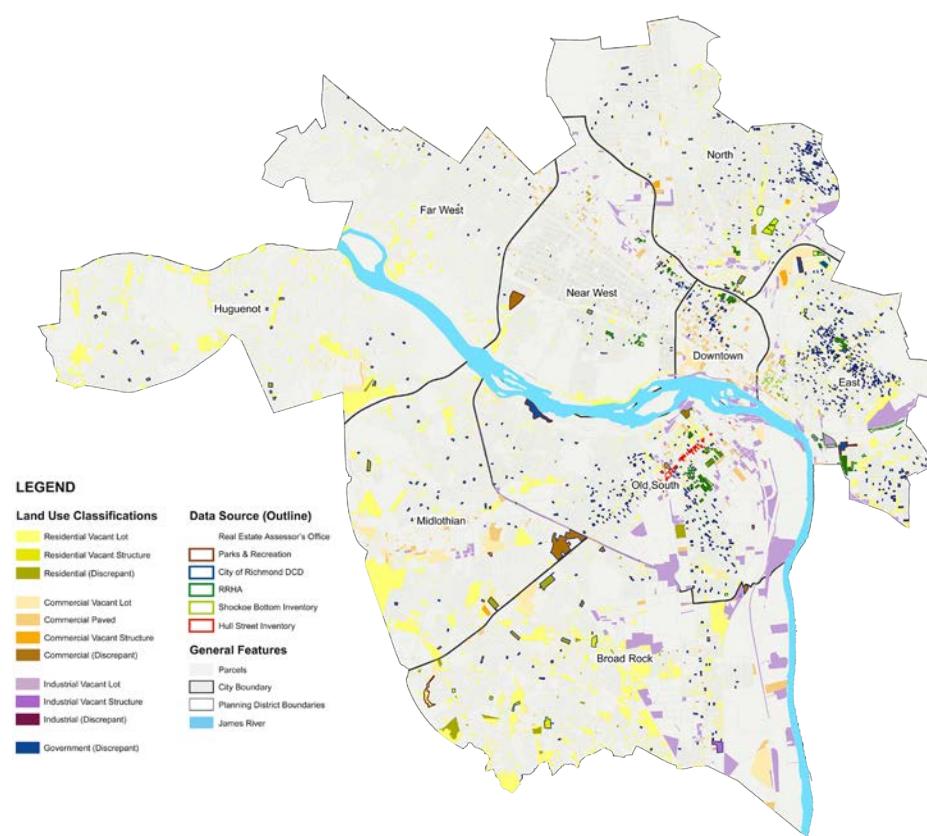 North
Far West
Near West
Huguenot
Downtown
East
Old South
Midlothian
Broad Rock
LEGEND
Land Use Classifications
Residential Vacant Lot
Residential Vacant Structure
Residential (Discrepant)
Commercial Vacant Lot
Commercial Paved
Commercial Vacant Structure
Commercial (Discrepant)
Industrial Vacant Lot
Industrial Vacant Structure
Industrial (Discrepant)
Government (Discrepant)
Data Source (Outline)
Real Estate Assessor's Office
Parks & Recreation
City of Richmond DCD
RRHA
Shockoe Bottom Inventory
Hull Street Inventory
General Features
Parcels
City Boundary
Planning District Boundaries
James River